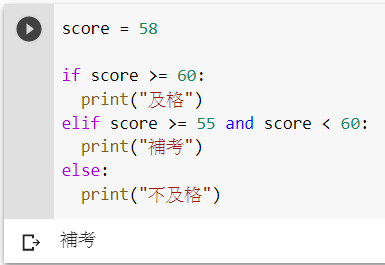 score = 58
if score >= 60:
print("及格")
elif score >= 55 and score < 60:
print("補考")
else:
print("不及格")
補考